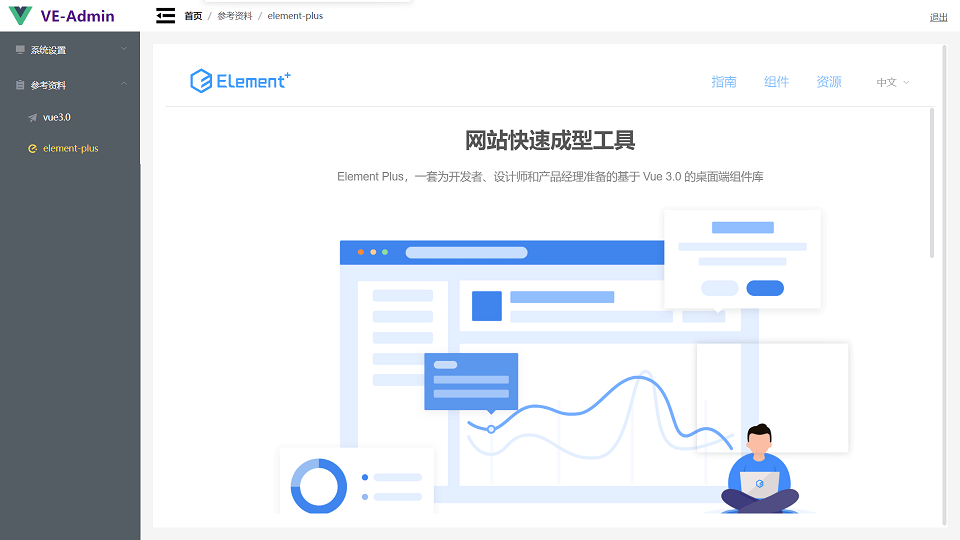 VE-Admin
首页 / 参考资料 / element-plus
退出
系统设置
参考资料
vue3.0
element-plus
Element+
指南 组件 资源 中文
网站快速成型工具
Element Plus，一套为开发者、设计师和产品经理准备的基于 Vue 3.0 的桌面端组件库